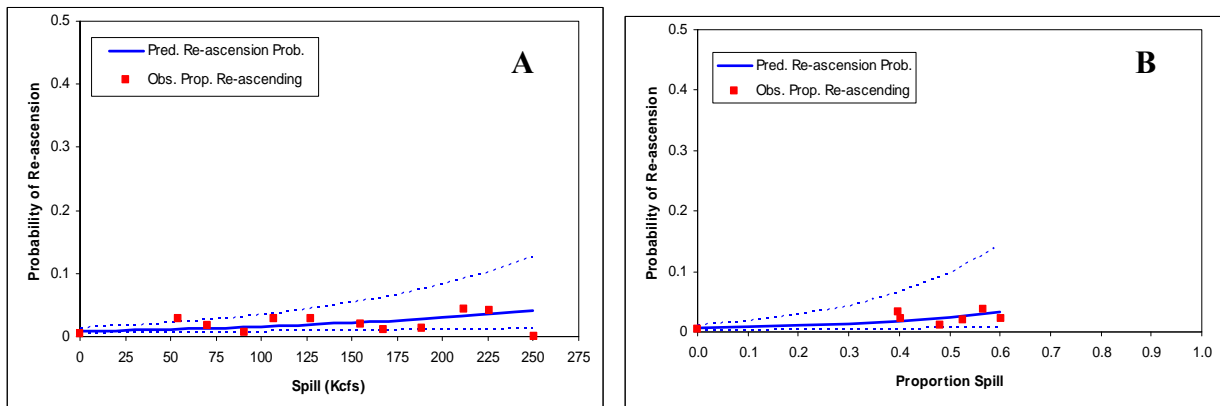 0.5
0.4
0.3
0.2
0.1
0
Probability of Re-ascension
Pred. Re-ascension Prob.
Obs. Prop. Re-ascending
A
0 25 50 75 100 125 150 175 200 225 250 275
Spill (Kcfs)
0.5
0.4
0.3
0.2
0.1
0
Probability of Re-ascension
Pred. Re-ascension Prob.
Obs. Prop. Re-ascending
B
0.0 0.1 0.2 0.3 0.4 0.5 0.6 0.7 0.8 0.9 1.0
Proportion Spill